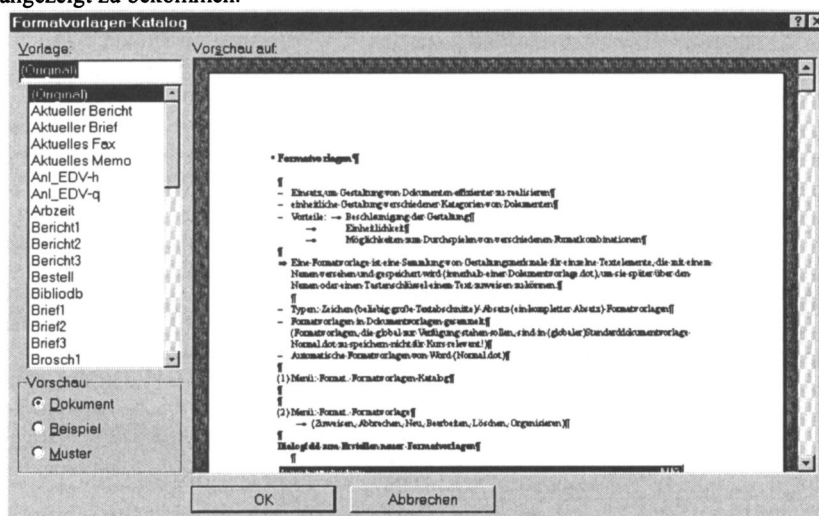 angezeigt zu bekommen.
Formatvorlagen-Katalog
Vorlage:
(Original)
(Original)
Aktueller Bericht
Aktueller Brief
Aktuelles Fax
Aktuelles Memo
Anl_EDV-h
Anl_EDV-q
Arbzeit
Bericht1
Bericht2
Bericht3
Bestell
Bibliodb
Brief1
Brief2
Brief3
Brosch1
Vorschau
Dokument
Beispiel
Muster
Vorschau auf:
• Formatvorlagen¶
¶
– Einsatz, um Gestaltung von Dokumenten effizienter zu realisieren¶
– einheitliche Gestaltung verschiedener Kategorien von Dokumenten¶
– Vorteile: → Beschleunigung der Gestaltung¶
→ Einheitlichkeit¶
→ Möglichkeiten zum Durchspielen von verschiedenen Formatkombinationen¶
¶
⇒ Eine Formatvorlage ist eine Sammlung von Gestaltungsmerkmale für einzelne Textelemente, die mit einem
Namen versehen und gespeichert wird (innerhalb einer Dokumentvorlage .dot), um sie später über den
Namen oder einen Tastenschlüssel einem Text zuweisen zu können.¶
¶
– Typen: Zeichen (beliebig große Textabschnitte)/ Absatz (ein kompletter Absatz)-Formatvorlagen¶
– Formatvorlagen in Dokumentvorlagen gesammelt¶
(Formatvorlagen, die global zur Verfügung stehen sollen, sind in (globaler) Standarddokumentvorlage
Normal.dot zu speichern - nicht für Kurs relevant!)¶
– Automatische Formatvorlagen von Word (Normal.dot)¶
¶
(1) Menü: Format.. Formatvorlagen-Katalog¶
¶
¶
(2) Menü: Format.. Formatvorlage¶
→ (Zuweisen, Abbrechen, Neu, Bearbeiten, Löschen, Organisieren)¶
¶
Dialogbild zum Erstellen neuer Formatvorlagen¶
¶
OK
Abbrechen